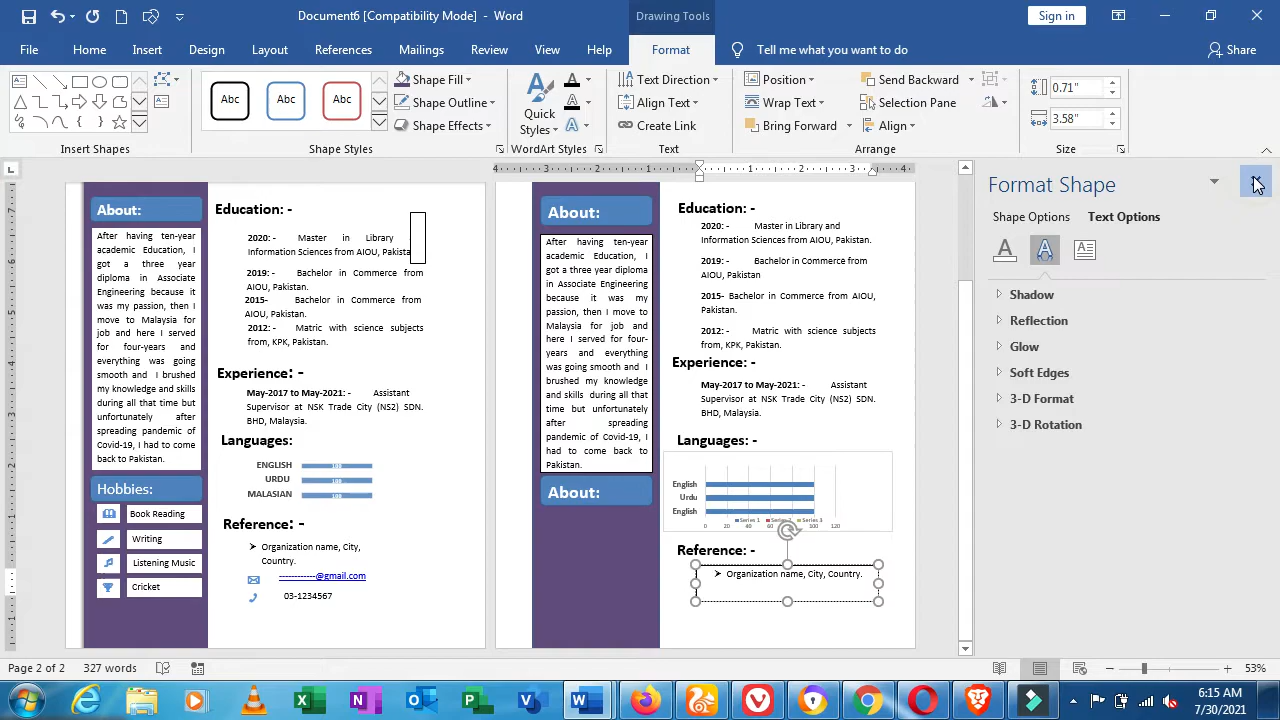 Document6 [Compatibility Mode] - Word
Drawing Tools
Sign in
File Home Insert Design Layout References Mailings Review View Help Format Tell me what you want to do Share
Abc Abc Abc
Shape Fill
Shape Outline
Shape Effects
Quick Styles
Text Direction
Align Text
Create Link
Position
Wrap Text
Bring Forward
Send Backward
Selection Pane
Align
0.71"
3.58"
Insert Shapes Shape Styles WordArt Styles Text Arrange Size
About:
After having ten-year
academic Education, I
got a three year
diploma in Associate
Engineering because it
was my passion, then I
move to Malaysia for
job and here I served
for four-years and
everything was going
smooth and I brushed
my knowledge and skills
during all that time but
unfortunately after
spreading pandemic of
Covid-19, I had to come
back to Pakistan.
Hobbies:
Book Reading
Writing
Listening Music
Cricket
Education: -
2020: - Master in Library
Information Sciences from AIOU, Pakista
2019: - Bachelor in Commerce from
AIOU, Pakistan.
2015- Bachelor in Commerce from
AIOU, Pakistan.
2012: - Matric with science subjects
from, KPK, Pakistan.
Experience: -
May-2017 to May-2021: - Assistant
Supervisor at NSK Trade City (NS2) SDN.
BHD, Malaysia.
Languages:
ENGLISH 100
URDU 100
MALASIAN 100
Reference: -
Organization name, City,
Country.
-----------@gmail.com
03-1234567
About:
After having ten-year
academic Education, I
got a three year diploma
in Associate Engineering
because it was my
passion, then I move to
Malaysia for job and
here I served for four-
years and everything
was going smooth and I
brushed my knowledge
and skills during all that
time but unfortunately
after spreading
pandemic of Covid-19, I
had to come back to
Pakistan.
About:
Education: -
2020: - Master in Library and
Information Sciences from AIOU, Pakistan.
2019: - Bachelor in Commerce from
AIOU, Pakistan
2015- Bachelor in Commerce from AIOU,
Pakistan.
2012: - Matric with science subjects
from, KPK, Pakistan.
Experience: -
May-2017 to May-2021: - Assistant
Supervisor at NSK Trade City (NS2) SDN.
BHD, Malaysia.
Languages: -
English
Urdu
English
Series 1 Series 2 Series 3
0 20 40 60 80 100 120
Reference: -
Organization name, City, Country.
Format Shape
Shape Options Text Options
Shadow
Reflection
Glow
Soft Edges
3-D Format
3-D Rotation
Page 2 of 2 327 words
53%
6:15 AM
7/30/2021